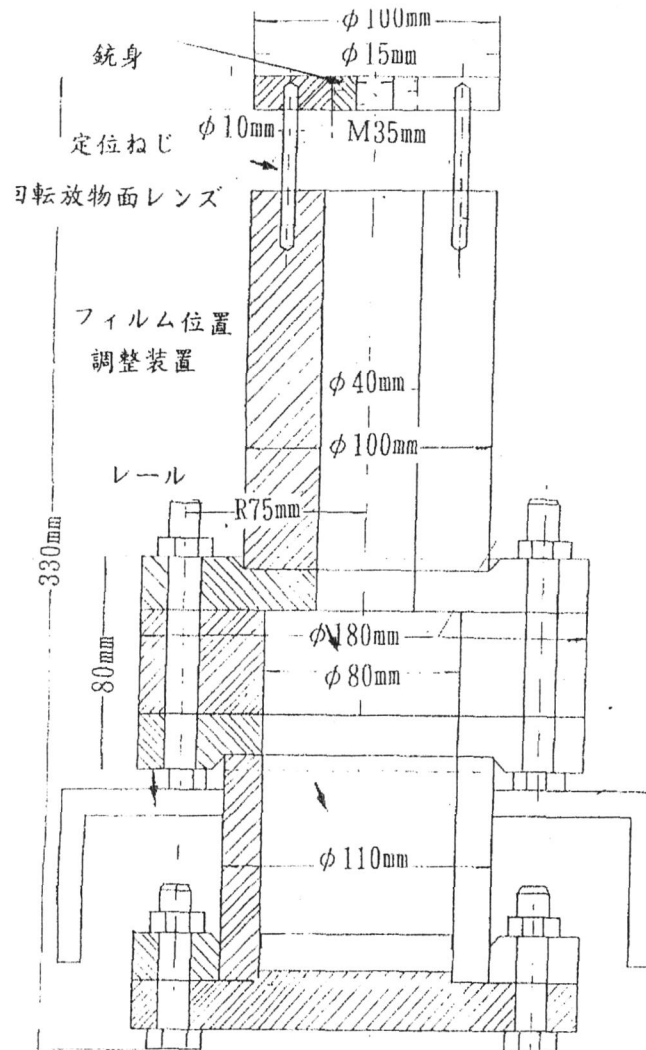 φ100mm
φ15mm
銃身
φ10mm
M35mm
定位ねじ
回転放物面レンズ
フィルム位置
調整装置
φ40mm
φ100mm
レール
R75mm
330mm
80mm
φ180mm
φ80mm
φ110mm